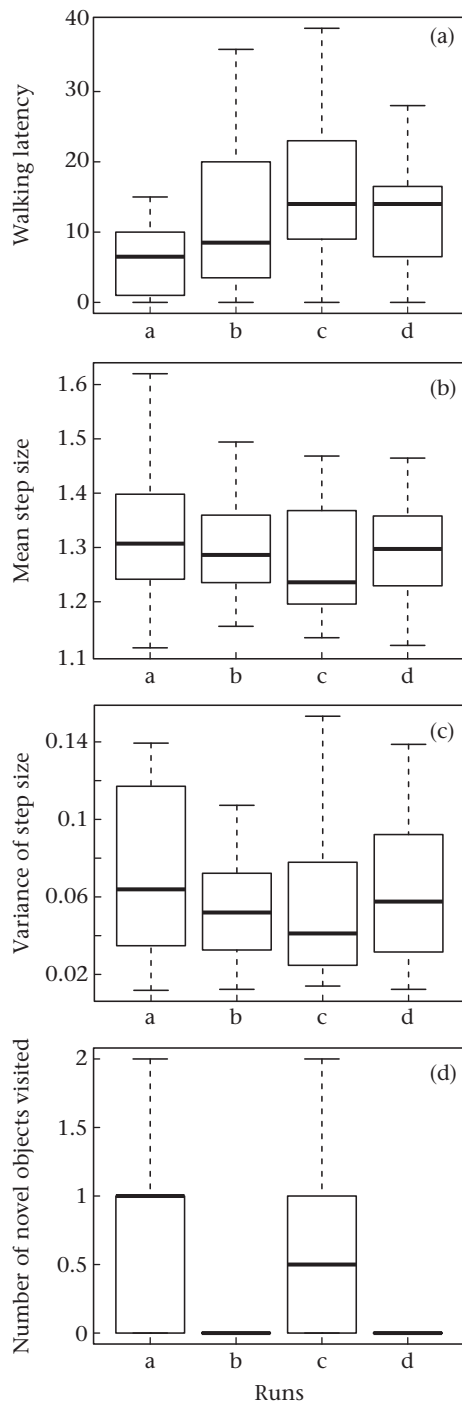 (a)
Walking latency
40
30
20
10
0
a b c d
(b)
Mean step size
1.6
1.5
1.4
1.3
1.2
1.1
a b c d
(c)
Variance of step size
0.14
0.1
0.06
0.02
a b c d
(d)
Number of novel objects visited
2
1.5
1
0.5
0
a b c d
Runs